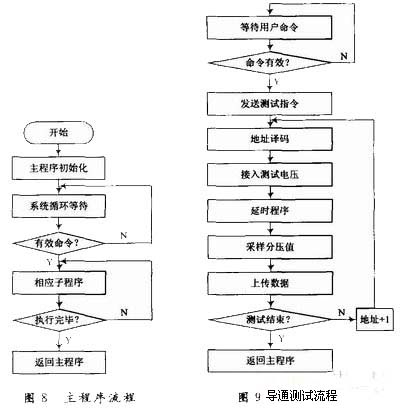 开始
主程序初始化
系统循环等待
有效命令？
N
Y
相应子程序
执行完毕？
N
Y
返回主程序
图 8 主程序流程
等待用户命令
命令有效？
N
Y
发送测试指令
地址译码
接入测试电压
延时程序
采样分压值
上传数据
测试结束？
N
地址+1
Y
返回主程序
图 9 导通测试流程